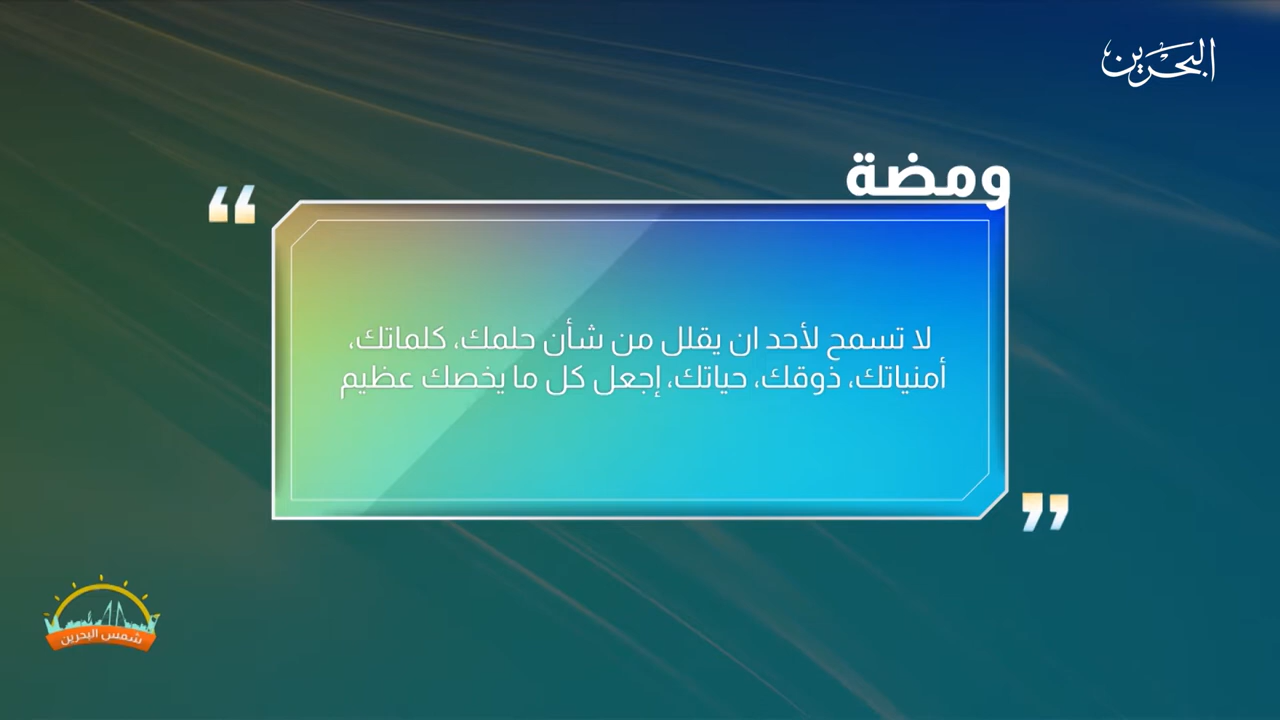 البحرين
ومضة
لا تسمح لأحد ان يقلل من شأن حلمك، كلماتك،
أمنياتك، ذوقك، حياتك، إجعل كل ما يخصك عظيم
شمس البحرين